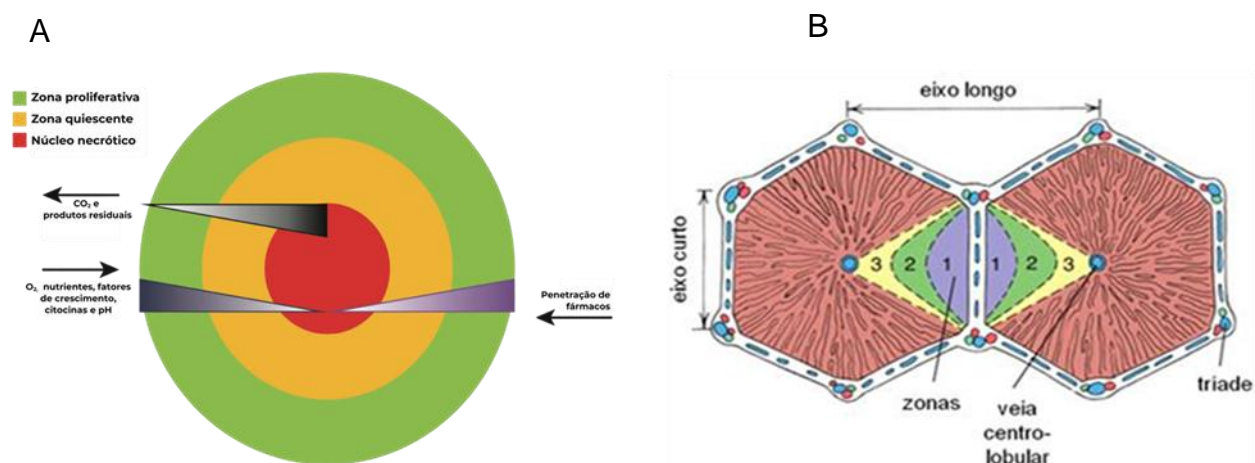 A
Zona proliferativa
Zona quiescente
Núcleo necrótico
CO₂ e
produtos residuais
O₂, nutrientes, fatores
de crescimento,
citocinas e pH
Penetração de
fármacos
B
eixo longo
eixo curto
3 2 1 1 2 3
zonas
veia
centro-
lobular
triade